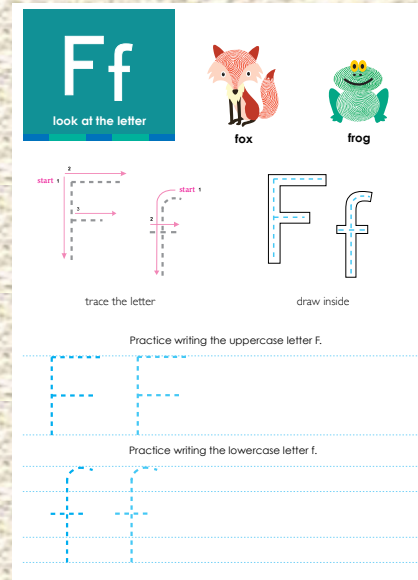 Ff
look at the letter
fox
frog
start 1
2
3
start 1
2
F
f
Ff
trace the letter
draw inside
Practice writing the uppercase letter F.
F F
Practice writing the lowercase letter f.
f f